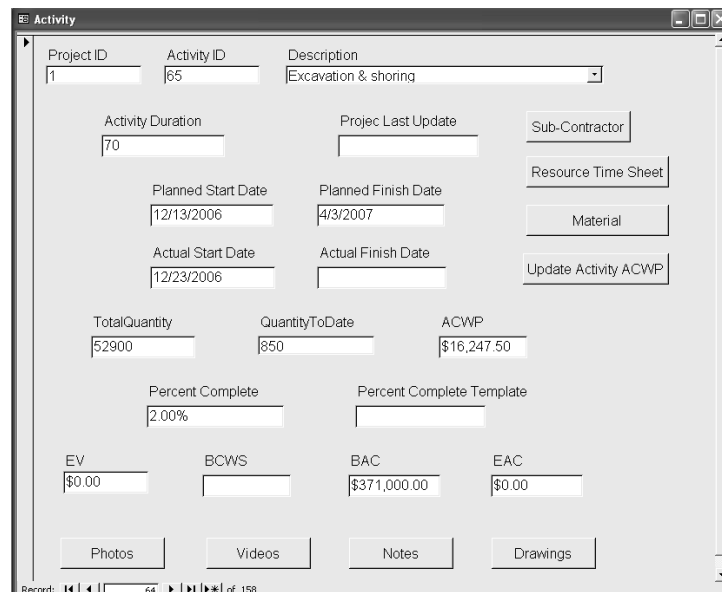 Activity
Project ID Activity ID Description
1 65 Excavation & shoring
Activity Duration Projec Last Update Sub-Contractor
70
Resource Time Sheet
Planned Start Date Planned Finish Date
12/13/2006 4/3/2007 Material
Actual Start Date Actual Finish Date
12/23/2006 Update Activity ACWP
TotalQuantity QuantityToDate ACWP
52900 850 $16,247.50
Percent Complete Percent Complete Template
2.00%
EV BCWS BAC EAC
$0.00 $371,000.00 $0.00
Photos Videos Notes Drawings
Record: 64 of 158